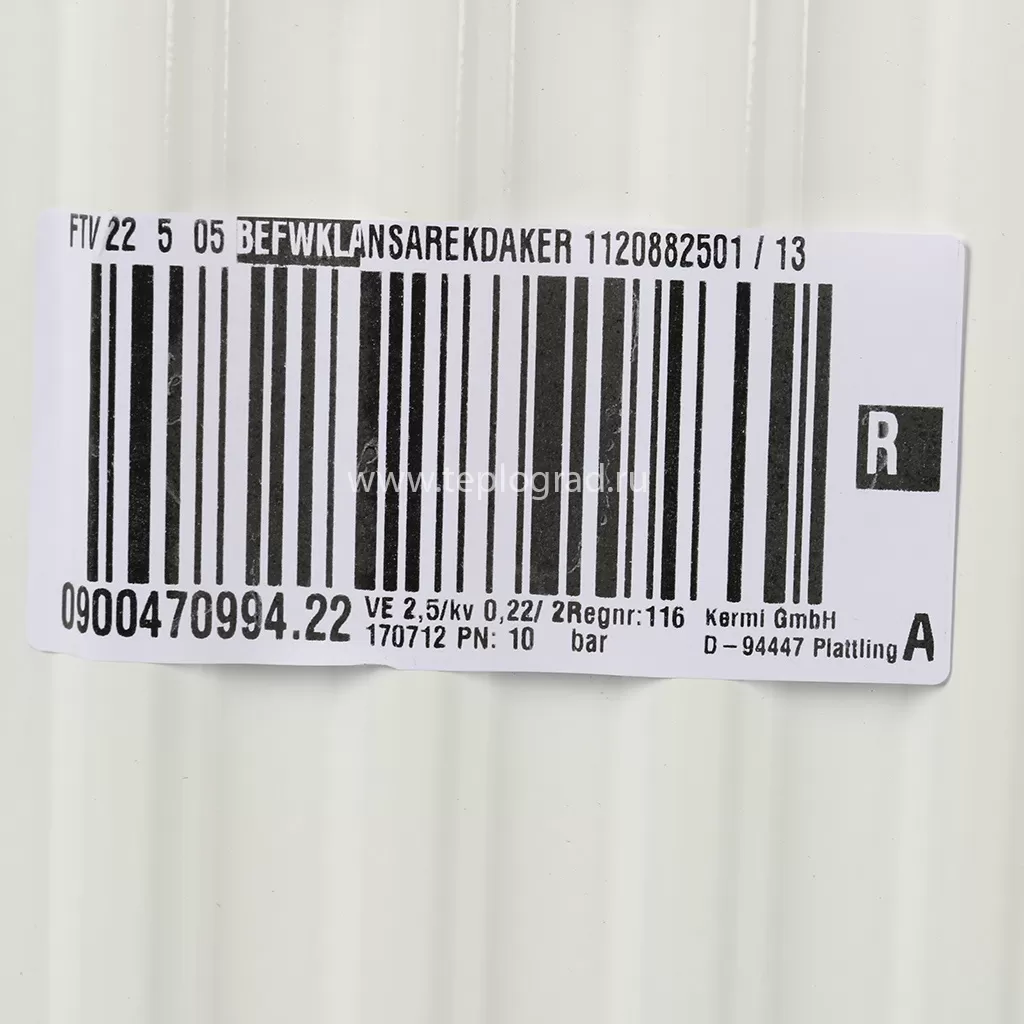 FTV 22 5 05 BEFWKLANSAREKDAKER 1120882501 / 13
R
www.teplograd.ru
0900470994.22
VE 2,5/kv 0,22/ 2Regnr:116
170712 PN: 10 bar
Kermi GmbH
D-94447 Plattling
A